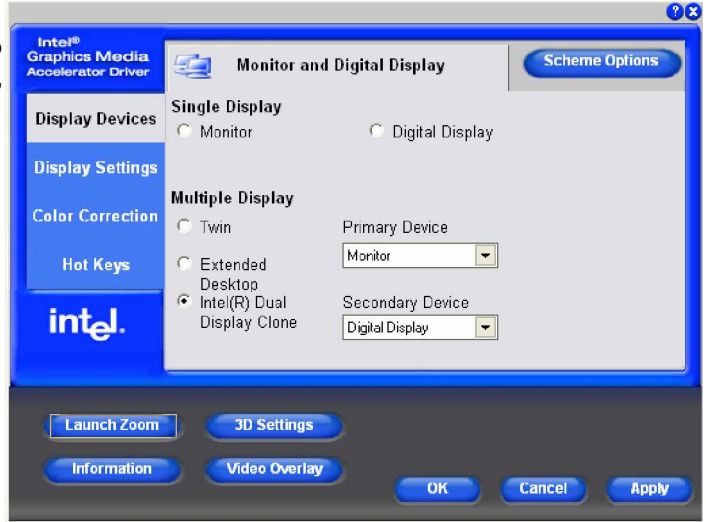 ? X
Intel®
Graphics Media
Accelerator Driver
Monitor and Digital Display
Scheme Options
Display Devices
Display Settings
Color Correction
Hot Keys
intel.
Single Display
Monitor
Digital Display
Multiple Display
Twin
Extended
Desktop
Intel(R) Dual
Display Clone
Primary Device
Monitor
Secondary Device
Digital Display
Launch Zoom
3D Settings
Information
Video Overlay
OK
Cancel
Apply